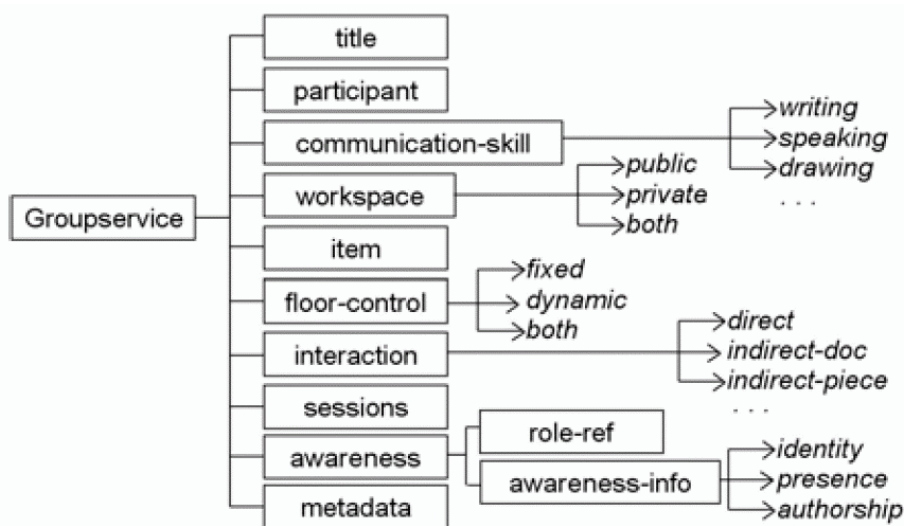 Groupservice
title
participant
communication-skill
writing
speaking
drawing
. . .
workspace
public
private
both
item
floor-control
fixed
dynamic
both
interaction
direct
indirect-doc
indirect-piece
. . .
sessions
awareness
role-ref
awareness-info
identity
presence
authorship
metadata